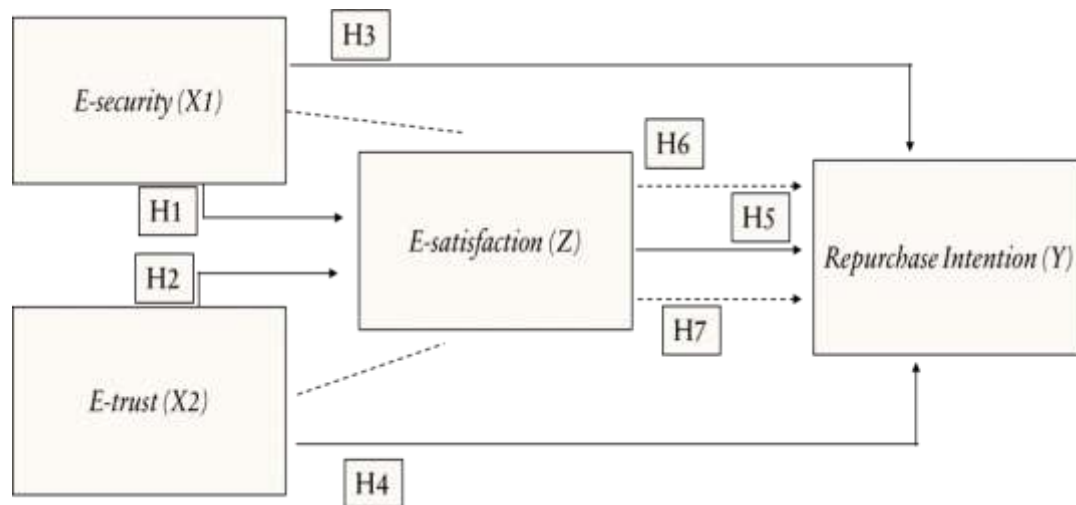 H3
E-security (X1)
H6
H1
H5
E-satisfaction (Z)
Repurchase Intention (Y)
H2
H7
E-trust (X2)
H4